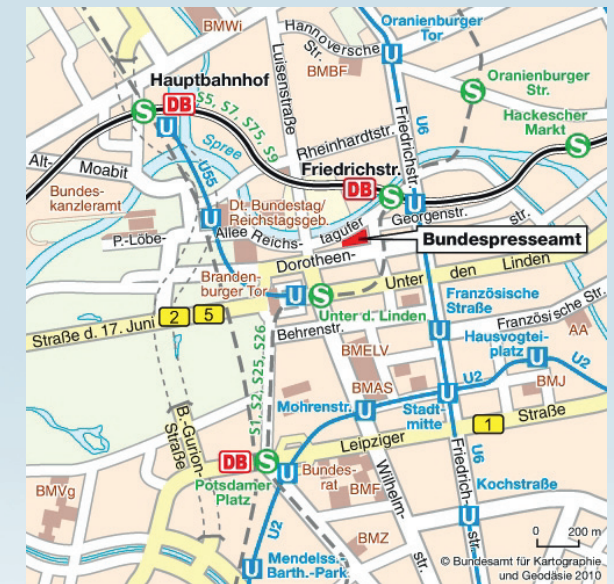 BMWi
Hannoversche
Str.
Oranienburger
Tor
U
BMBF
Luisenstraße
Hauptbahnhof
S
DB
S5, S7, S75, S9
U
U6
Oranienburger
Str.
S
Hackescher
Markt
S
Rheinhardtstr.
Friedrichstr.
Spree
Alt-
Moabit
U55
Friedrichstr.
DB
S
U
Bundes-
kanzleramt
Dt. Bundestag/
Reichstagsgeb.
U
P.-Löbe-
Allee
Reichs-
tagufer
Georgenstr.
Bundespresseamt
Dorotheen-
str.
Branden-
burger Tor
U
S
Unter
den
Linden
Unter d. Linden
Französische
Straße
U
Französische Str.
Straße d. 17. Juni
2
5
Behrenstr.
AA
Hausvogtei-
platz
U
U2
BMELV
BMAS
U2
BMJ
S1, S2, S25, S26
Mohrenstr.
U
Stadt-
mitte
U
1
Leipziger
Straße
B.-Gurion-
Straße
DB
S
Potsdamer
Platz
U
Bundes-
rat
BMF
Wilhelm-
str.
U6
Friedrich-
str.
Kochstraße
U
BMVg
U2
BMZ
0
200 m
Mendelss.
Barth.-Park
U
© Bundesamt für Kartographie
und Geodäsie 2010